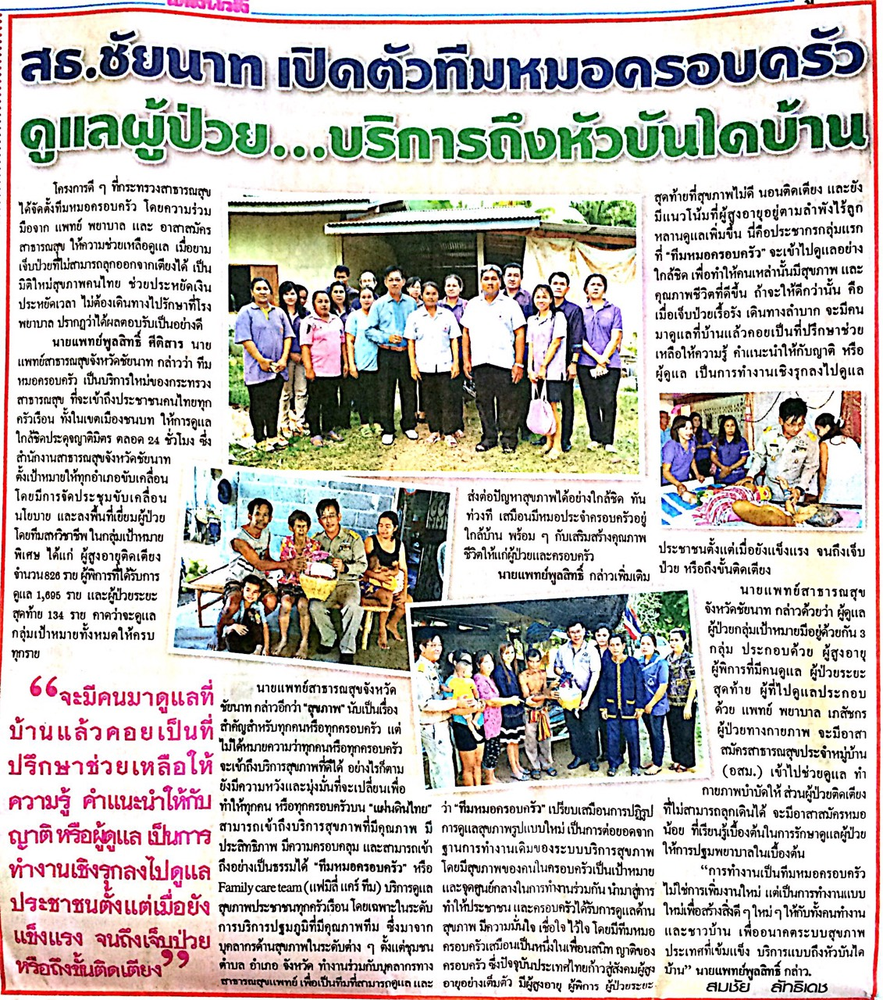 สธ.ชัยนาท เปิดตัวทีมหมอครอบครัว
ดูแลผู้ป่วย...บริการถึงหัวบันไดบ้าน
โครงการดี ๆ ที่กระทรวงสาธารณสุข
ได้จัดตั้งทีมหมอครอบครัว โดยความร่วม
มือจาก แพทย์ พยาบาล และ อาสาสมัคร
สาธารณสุข ให้ความช่วยเหลือดูแล เมื่อยาม
เจ็บป่วยที่ไม่สามารถลุกออกจากเตียงได้ เป็น
มิติใหม่สุขภาพคนไทย ช่วยประหยัดเงิน
ประหยัดเวลา ไม่ต้องเดินทางไปรักษาที่โรง
พยาบาล ปรากฏว่าได้ผลตอบรับเป็นอย่างดี
นายแพทย์พูลสิทธิ์ ศีติสาร นาย
แพทย์สาธารณสุขจังหวัดชัยนาท กล่าวว่า ทีม
หมอครอบครัว เป็นบริการใหม่ของกระทรวง
สาธารณสุข ที่จะเข้าถึงประชาชนคนไทยทุก
ครัวเรือน ทั้งในเขตเมืองชนบท ให้การดูแล
ใกล้ชิดประดุจญาติมิตร ตลอด 24 ชั่วโมง ซึ่ง
สำนักงานสาธารณสุขจังหวัดชัยนาท
ตั้งเป้าหมายให้ทุกอำเภอขับเคลื่อน
โดยมีการจัดประชุมขับเคลื่อน
นโยบาย และลงพื้นที่เยี่ยมผู้ป่วย
โดยทีมสหวิชาชีพ ในกลุ่มเป้าหมาย
พิเศษ ได้แก่ ผู้สูงอายุติดเตียง
จำนวน 826 ราย ผู้พิการที่ได้รับการ
ดูแล 1,695 ราย และผู้ป่วยระยะ
สุดท้าย 134 ราย คาดว่าจะดูแล
กลุ่มเป้าหมายทั้งหมดให้ครบ
ทุกราย
“จะมีคนมาดูแลที่
บ้านแล้วคอยเป็นที่
ปรึกษาช่วยเหลือให้
ความรู้ คำแนะนำให้กับ
ญาติ หรือผู้ดูแล เป็นการ
ทำงานเชิงรุกลงไปดูแล
ประชาชนตั้งแต่เมื่อยัง
แข็งแรง จนถึงเจ็บป่วย
หรือถึงขั้นติดเตียง”
นายแพทย์สาธารณสุขจังหวัด
ชัยนาท กล่าวอีกว่า "สุขภาพ" นับเป็นเรื่อง
สำคัญสำหรับทุกคนหรือทุกครอบครัว แต่
ไม่ได้หมายความว่าทุกคนหรือทุกครอบครัว
จะเข้าถึงบริการสุขภาพที่ดีได้ อย่างไรก็ตาม
ยังมีความหวังและมุ่งมั่นที่จะเปลี่ยนเพื่อ
ทำให้ทุกคน หรือทุกครอบครัวบน "แผ่นดินไทย"
สามารถเข้าถึงบริการสุขภาพที่มีคุณภาพ มี
ประสิทธิภาพ มีความครอบคลุม และสามารถเข้า
ถึงอย่างเป็นธรรมได้ "ทีมหมอครอบครัว" หรือ
Family care team (แฟมิลี่ แคร์ ทีม) บริการดูแล
สุขภาพประชาชนทุกครัวเรือน โดยเฉพาะในระดับ
การบริการปฐมภูมิที่มีคุณภาพทีม ซึ่งมาจาก
บุคลากรด้านสุขภาพในระดับต่าง ๆ ตั้งแต่ชุมชน
ตำบล อำเภอ จังหวัด ทำงานร่วมกับบุคลากรทาง
สาธารณสุขแพทย์ เพื่อเป็นทีมที่สามารถดูแล และ
ส่งต่อปัญหาสุขภาพได้อย่างใกล้ชิด ทัน
ท่วงที เสมือนมีหมอประจำครอบครัวอยู่
ใกล้บ้าน พร้อม ๆ กับเสริมสร้างคุณภาพ
ชีวิตให้แก่ผู้ป่วยและครอบครัว
นายแพทย์พูลสิทธิ์ กล่าวเพิ่มเติม
ว่า "ทีมหมอครอบครัว" เปรียบเสมือนการปฏิรูป
การดูแลสุขภาพรูปแบบใหม่ เป็นการต่อยอดจาก
ฐานการทำงานเดิมของระบบบริการสุขภาพ
โดยมีสุขภาพของคนในครอบครัวเป็นเป้าหมาย
และจุดศูนย์กลางในการทำงานร่วมกัน นำมาสู่การ
ทำให้ประชาชน และครอบครัวได้รับการดูแลด้าน
สุขภาพ มีความมั่นใจ เชื่อใจ ไว้ใจ โดยมีทีมหมอ
ครอบครัวเสมือนเป็นหนึ่งในเพื่อนสนิท ญาติของ
ครอบครัว ซึ่งปัจจุบันประเทศไทยก้าวสู่สังคมผู้สูง
อายุอย่างเต็มตัว มีผู้สูงอายุ ผู้พิการ ผู้ป่วยระยะ
สุดท้ายที่สุขภาพไม่ดี นอนติดเตียง และยัง
มีแนวโน้มที่ผู้สูงอายุอยู่ตามลำพังไร้ลูก
หลานดูแลเพิ่มขึ้น นี่คือประชากรกลุ่มแรก
ที่ "ทีมหมอครอบครัว" จะเข้าไปดูแลอย่าง
ใกล้ชิด เพื่อทำให้คนเหล่านั้นมีสุขภาพ และ
คุณภาพชีวิตที่ดีขึ้น ถ้าจะให้ดีกว่านั้น คือ
เมื่อเจ็บป่วยเรื้อรัง เดินทางลำบาก จะมีคน
มาดูแลที่บ้านแล้วคอยเป็นที่ปรึกษาช่วย
เหลือให้ความรู้ คำแนะนำให้กับญาติ หรือ
ผู้ดูแล เป็นการทำงานเชิงรุกลงไปดูแล
ประชาชนตั้งแต่เมื่อยังแข็งแรง จนถึงเจ็บ
ป่วย หรือถึงขั้นติดเตียง
นายแพทย์สาธารณสุข
จังหวัดชัยนาท กล่าวด้วยว่า ผู้ดูแล
ผู้ป่วยกลุ่มเป้าหมายมีอยู่ด้วยกัน 3
กลุ่ม ประกอบด้วย ผู้สูงอายุ
ผู้พิการที่มีคนดูแล ผู้ป่วยระยะ
สุดท้าย ผู้ที่ไปดูแลประกอบ
ด้วย แพทย์ พยาบาล เภสัชกร
ผู้ป่วยทางกายภาพ จะมีอาสา
สมัครสาธารณสุขประจำหมู่บ้าน
(อสม.) เข้าไปช่วยดูแล ทำ
กายภาพบำบัดให้ ส่วนผู้ป่วยติดเตียง
ที่ไม่สามารถลุกเดินได้ จะมีอาสาสมัครหมอ
น้อย ที่เรียนรู้เบื้องต้นในการรักษาดูแลผู้ป่วย
ให้การปฐมพยาบาลในเบื้องต้น
"การทำงานเป็นทีมหมอครอบครัว
ไม่ใช่การเพิ่มงานใหม่ แต่เป็นการทำงานแบบ
ใหม่เพื่อสร้างสิ่งดี ๆ ใหม่ ๆ ให้กับทั้งคนทำงาน
และชาวบ้าน เพื่ออนาคตระบบสุขภาพ
ประเทศที่เข้มแข็ง บริการแบบถึงหัวบันได
บ้าน" นายแพทย์พูลสิทธิ์ กล่าว.
สมชัย ลัทธิเดช